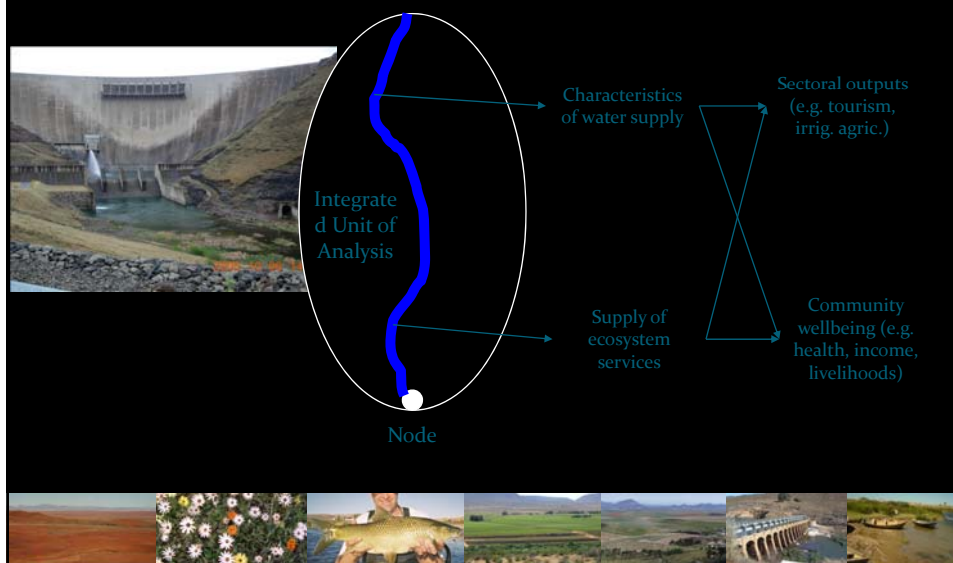 Characteristics
of water supply
Sectoral outputs
(e.g. tourism,
irrig. agric.)
Integrate
d Unit of
Analysis
Supply of
ecosystem
services
Community
wellbeing (e.g.
health, income,
livelihoods)
Node